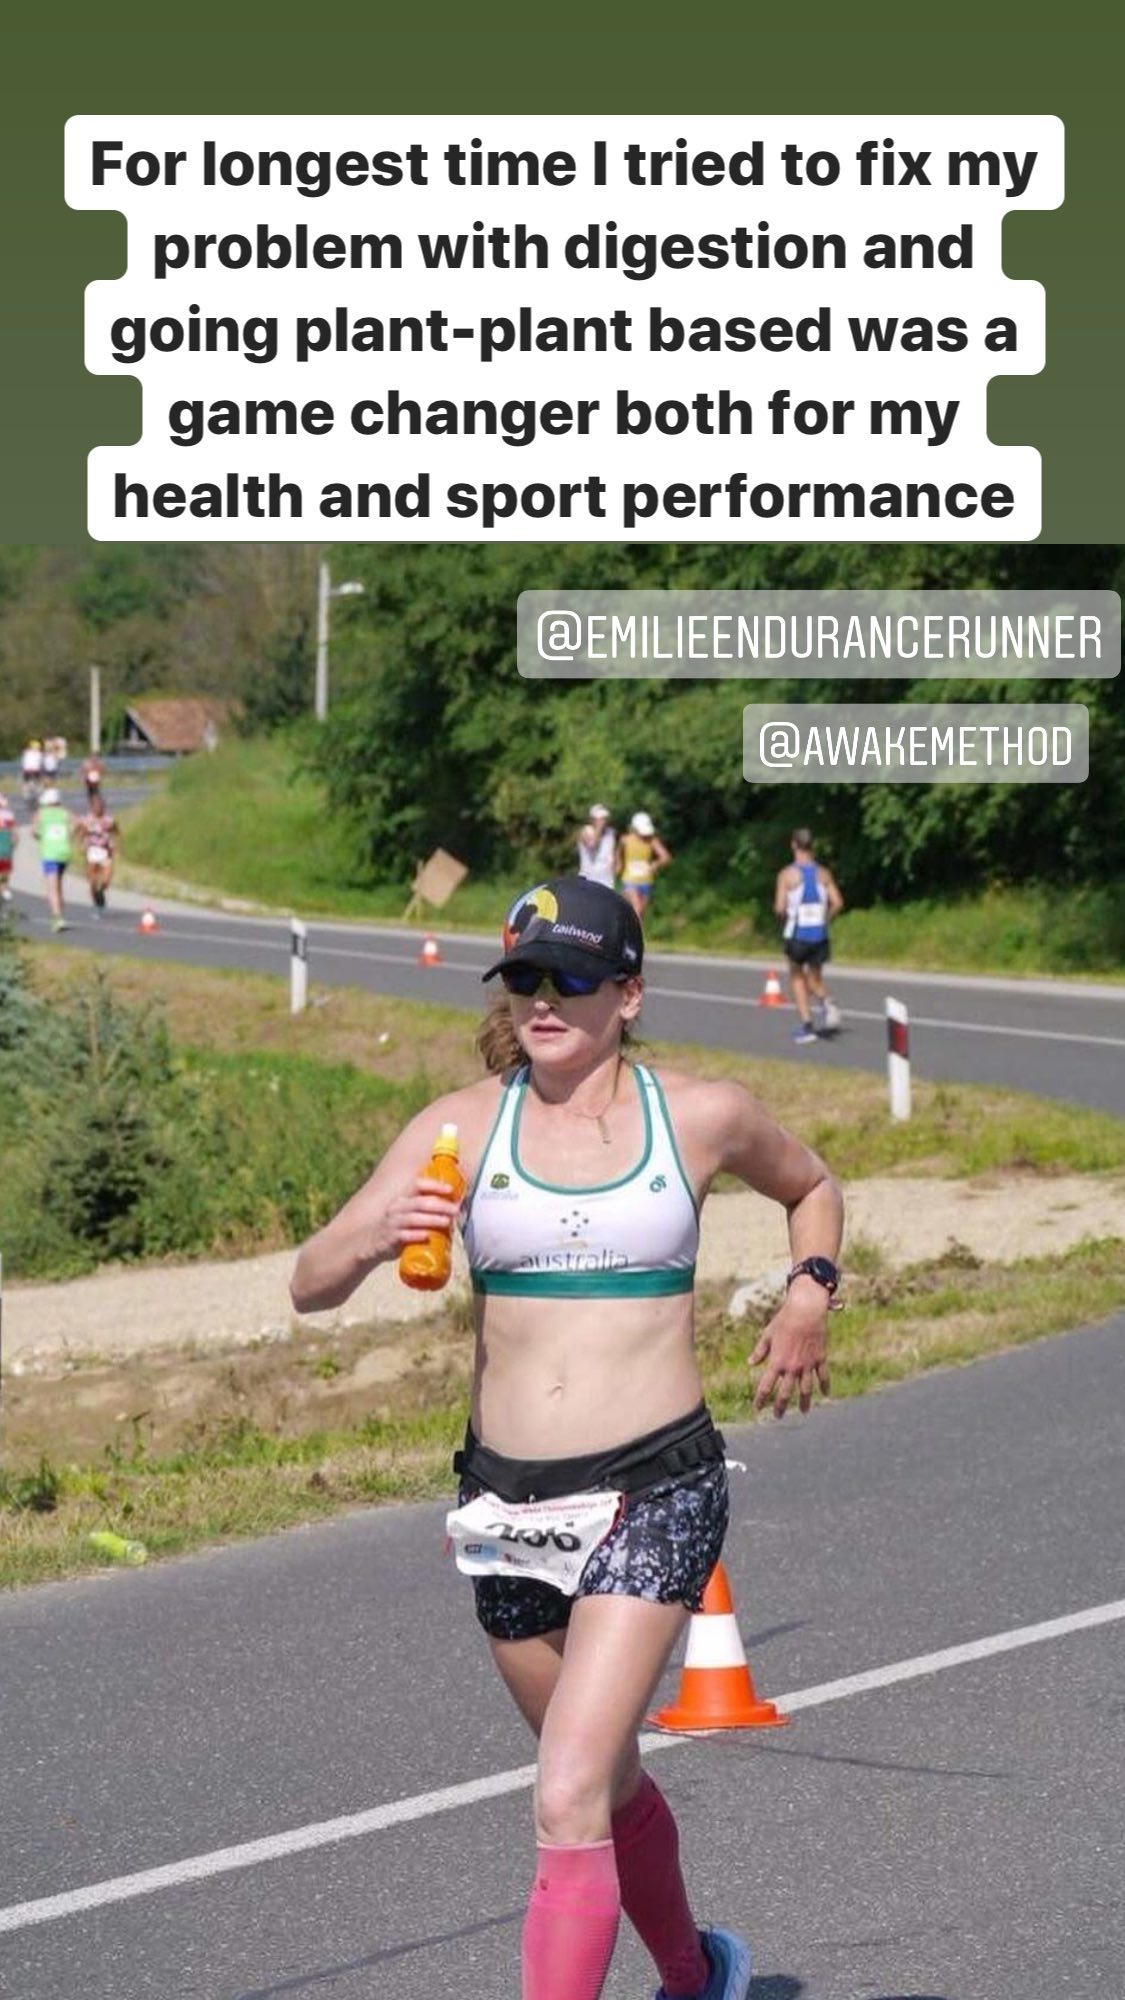 For longest time I tried to fix my
problem with digestion and
going plant-plant based was a
game changer both for my
health and sport performance
@EMILIEENDURANCERUNNER
@AWAKEMETHOD
tailwind
australia
206